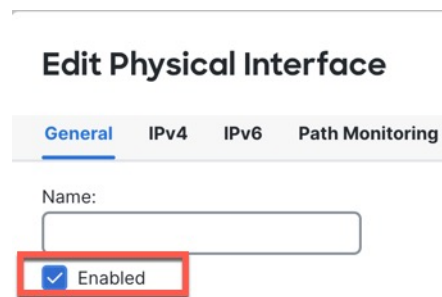 Edit Physical Interface
General IPv4 IPv6 Path Monitoring
Name:
Enabled